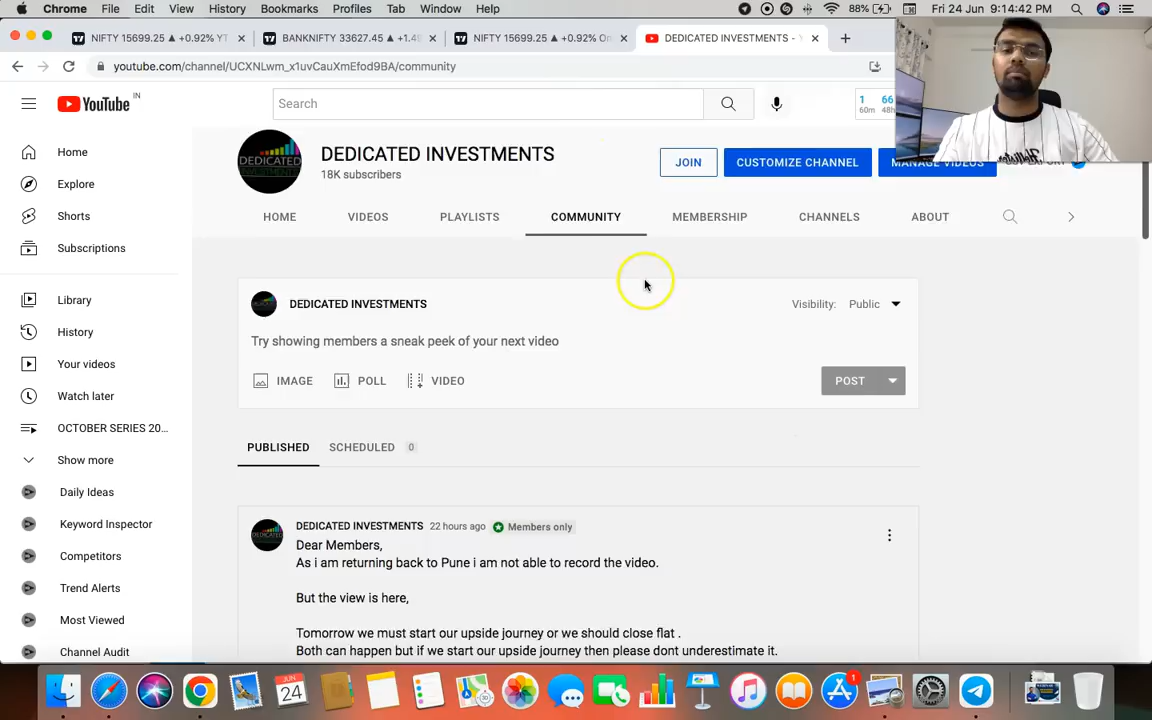 Chrome File Edit View History Bookmarks Profiles Tab Window Help 88% Fri 24 Jun 9:14:42 PM
NIFTY 15699.25 ▲ +0.92% YT BANKNIFTY 33627.45 ▲ +1.4 NIFTY 15699.25 ▲ +0.92% On DEDICATED INVESTMENTS - Y
youtube.com/channel/UCXNLwm_x1uvCauXmEfod9BA/community
YouTube IN
Search
1 66
60m 48h
Home
Explore
Shorts
Subscriptions
Library
History
Your videos
Watch later
OCTOBER SERIES 20...
Show more
Daily Ideas
Keyword Inspector
Competitors
Trend Alerts
Most Viewed
Channel Audit
DEDICATED INVESTMENTS
18K subscribers
JOIN CUSTOMIZE CHANNEL MANAGE VIDEOS
HOME VIDEOS PLAYLISTS COMMUNITY MEMBERSHIP CHANNELS ABOUT
DEDICATED INVESTMENTS
Visibility: Public
Try showing members a sneak peek of your next video
IMAGE POLL VIDEO
POST
PUBLISHED SCHEDULED 0
DEDICATED INVESTMENTS 22 hours ago Members only
Dear Members,
As i am returning back to Pune i am not able to record the video.
But the view is here,
Tomorrow we must start our upside journey or we should close flat .
Both can happen but if we start our upside journey then please dont underestimate it.
JUN
24
1